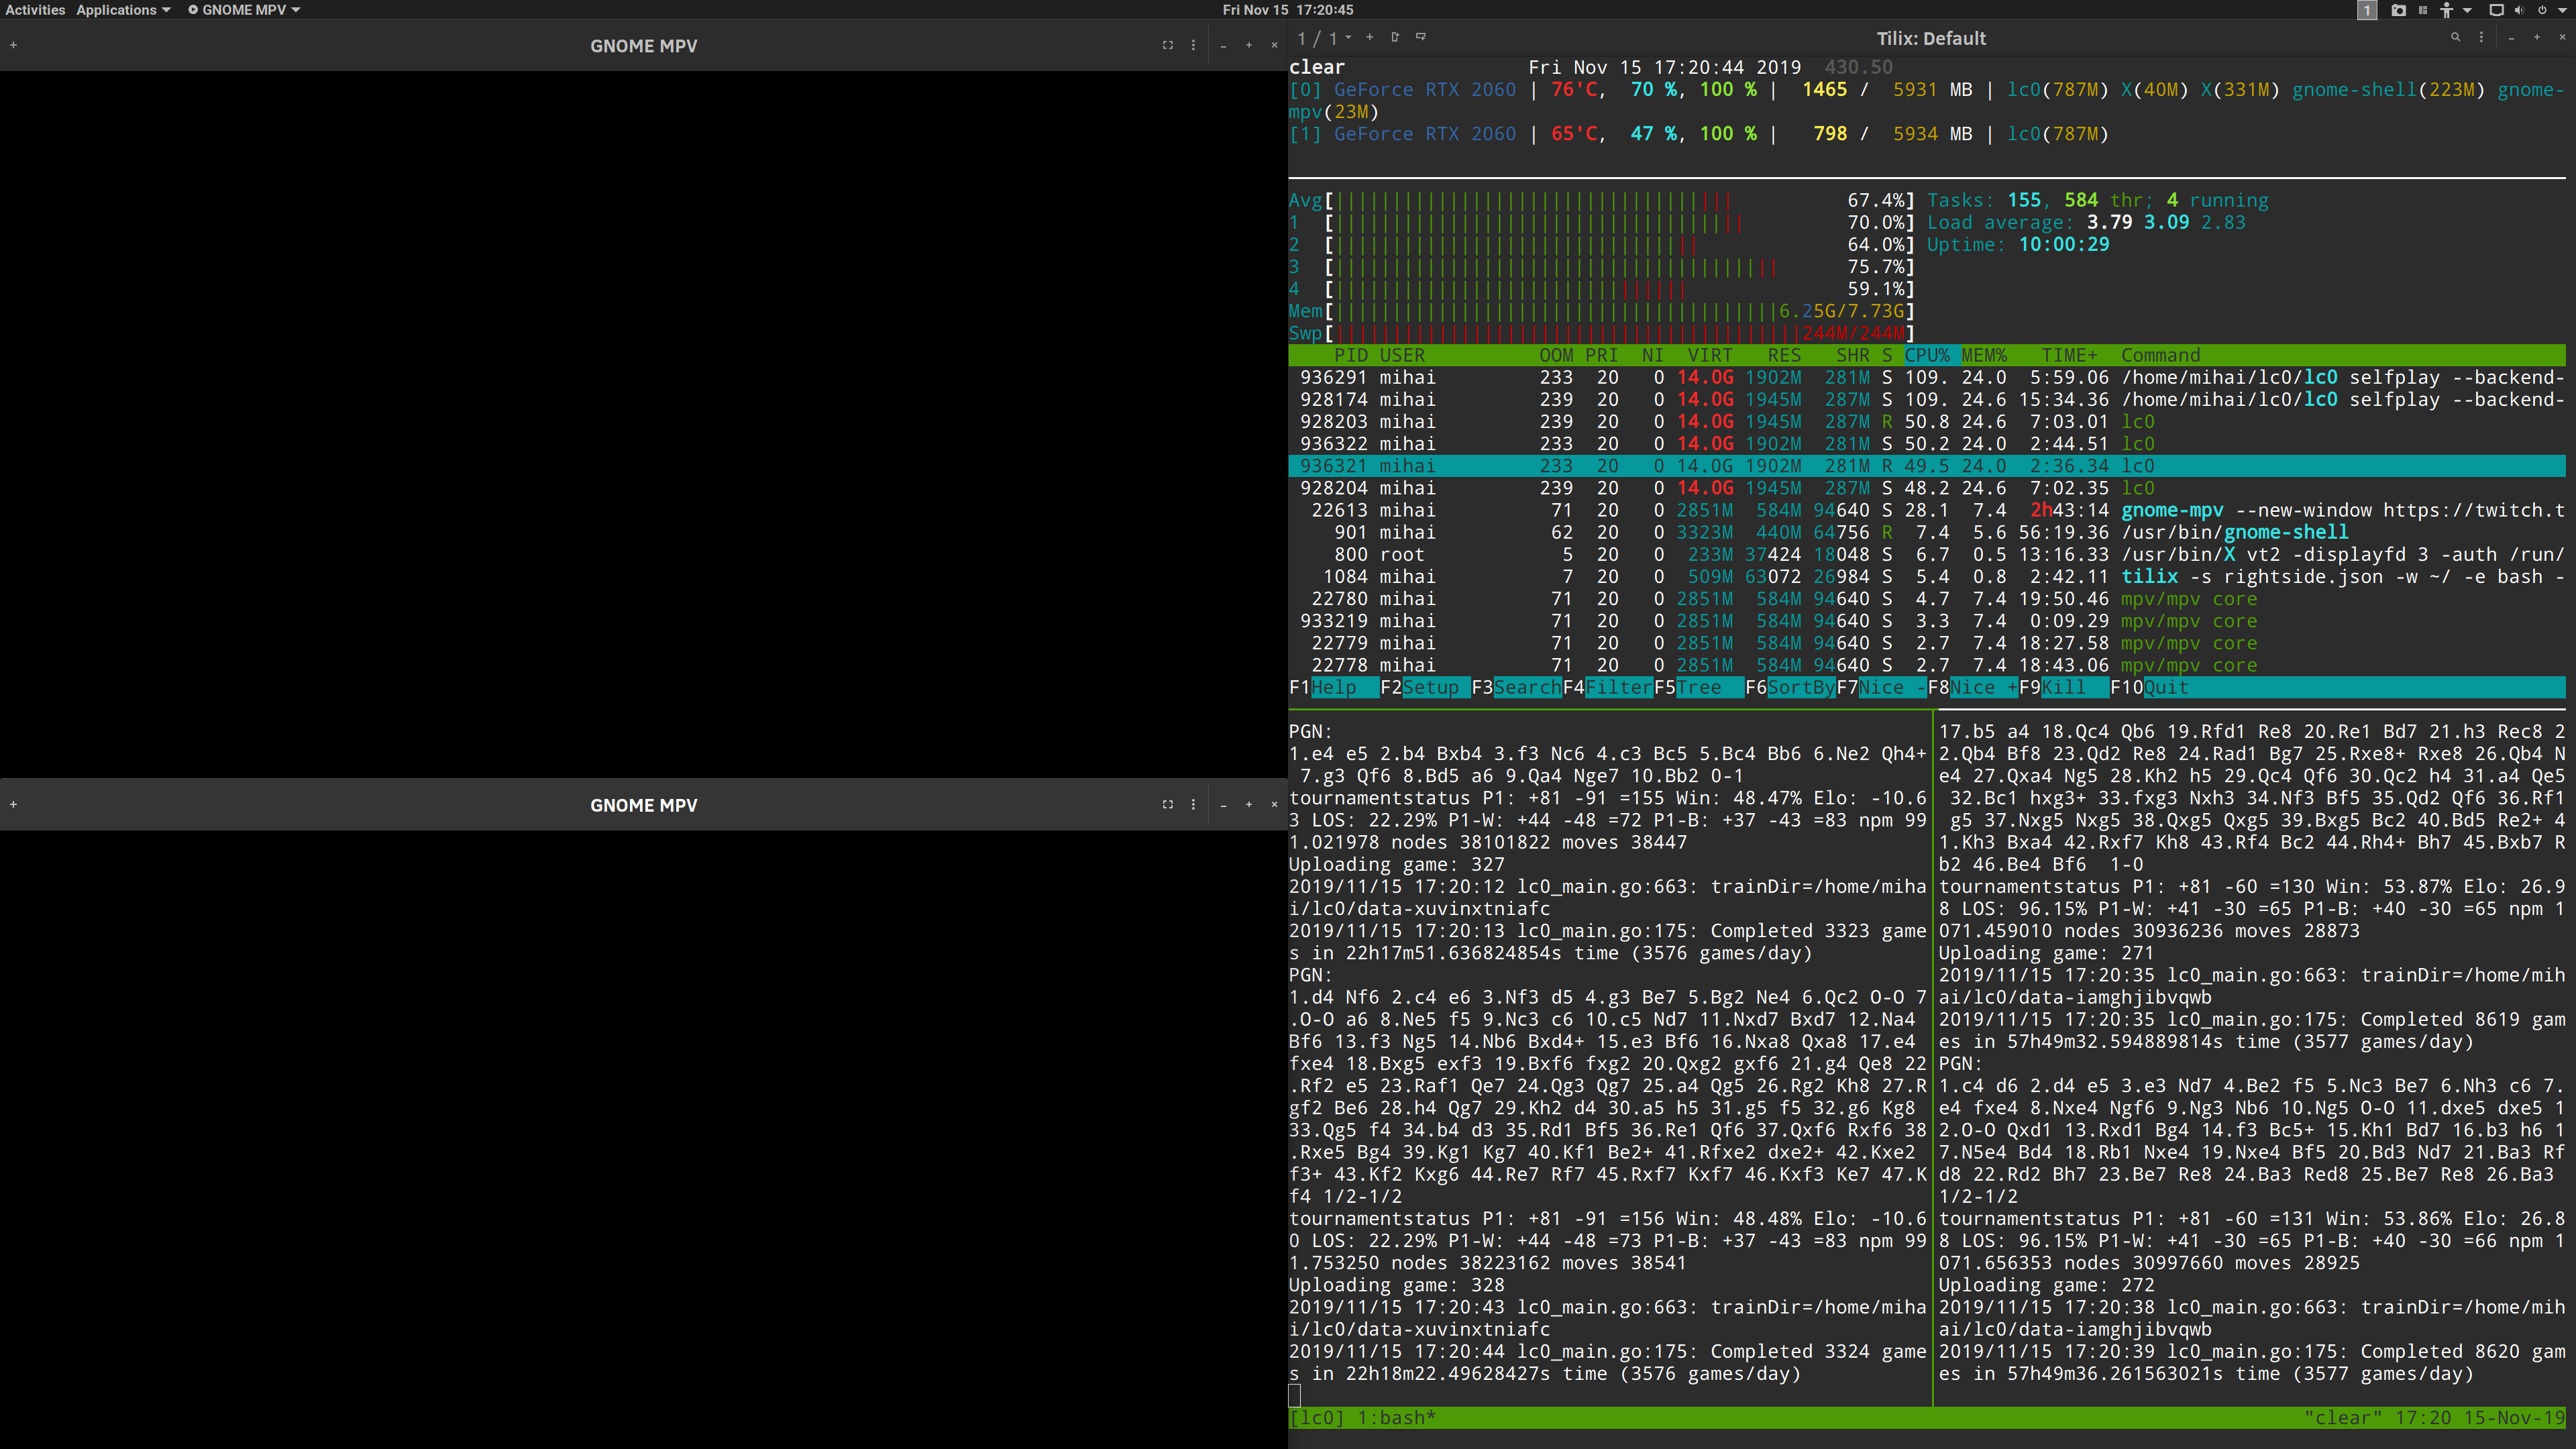 Activities Applications GNOME MPV Fri Nov 15 17:20:45 1
GNOME MPV
GNOME MPV
1 / 1 Tilix: Default
clear Fri Nov 15 17:20:44 2019 430.50
[0] GeForce RTX 2060 | 76'C, 70 %, 100 % | 1465 / 5931 MB | lc0(787M) X(40M) X(331M) gnome-shell(223M) gnome-
mpv(23M)
[1] GeForce RTX 2060 | 65'C, 47 %, 100 % | 798 / 5934 MB | lc0(787M)
Avg[ 67.4%] Tasks: 155, 584 thr; 4 running
1 [ 70.0%] Load average: 3.79 3.09 2.83
2 [ 64.0%] Uptime: 10:00:29
3 [ 75.7%]
4 [ 59.1%]
Mem[ 6.25G/7.73G]
Swp[ 244M/244M]
PID USER OOM PRI NI VIRT RES SHR S CPU% MEM% TIME+ Command
936291 mihai 233 20 0 14.0G 1902M 281M S 109. 24.0 5:59.06 /home/mihai/lc0/lc0 selfplay --backend-
928174 mihai 239 20 0 14.0G 1945M 287M S 109. 24.6 15:34.36 /home/mihai/lc0/lc0 selfplay --backend-
928203 mihai 239 20 0 14.0G 1945M 287M R 50.8 24.6 7:03.01 lc0
936322 mihai 233 20 0 14.0G 1902M 281M S 50.2 24.0 2:44.51 lc0
936321 mihai 233 20 0 14.0G 1902M 281M R 49.5 24.0 2:36.34 lc0
928204 mihai 239 20 0 14.0G 1945M 287M S 48.2 24.6 7:02.35 lc0
22613 mihai 71 20 0 2851M 584M 94640 S 28.1 7.4 2h43:14 gnome-mpv --new-window https://twitch.t
901 mihai 62 20 0 3323M 440M 64756 R 7.4 5.6 56:19.36 /usr/bin/gnome-shell
800 root 5 20 0 233M 37424 18048 S 6.7 0.5 13:16.33 /usr/bin/X vt2 -displayfd 3 -auth /run/
1084 mihai 7 20 0 509M 63072 26984 S 5.4 0.8 2:42.11 tilix -s rightside.json -w ~/ -e bash -
22780 mihai 71 20 0 2851M 584M 94640 S 4.7 7.4 19:50.46 mpv/mpv core
933219 mihai 71 20 0 2851M 584M 94640 S 3.3 7.4 0:09.29 mpv/mpv core
22779 mihai 71 20 0 2851M 584M 94640 S 2.7 7.4 18:27.58 mpv/mpv core
22778 mihai 71 20 0 2851M 584M 94640 S 2.7 7.4 18:43.06 mpv/mpv core
F1Help F2Setup F3SearchF4FilterF5Tree F6SortByF7Nice -F8Nice +F9Kill F10Quit
PGN:
1.e4 e5 2.b4 Bxb4 3.f3 Nc6 4.c3 Bc5 5.Bc4 Bb6 6.Ne2 Qh4+
7.g3 Qf6 8.Bd5 a6 9.Qa4 Nge7 10.Bb2 0-1
tournamentstatus P1: +81 -91 =155 Win: 48.47% Elo: -10.6
3 LOS: 22.29% P1-W: +44 -48 =72 P1-B: +37 -43 =83 npm 99
1.021978 nodes 38101822 moves 38447
Uploading game: 327
2019/11/15 17:20:12 lc0_main.go:663: trainDir=/home/miha
i/lc0/data-xuvinxtniafc
2019/11/15 17:20:13 lc0_main.go:175: Completed 3323 game
s in 22h17m51.636824854s time (3576 games/day)
PGN:
1.d4 Nf6 2.c4 e6 3.Nf3 d5 4.g3 Be7 5.Bg2 Ne4 6.Qc2 O-O 7
.O-O a6 8.Ne5 f5 9.Nc3 c6 10.c5 Nd7 11.Nxd7 Bxd7 12.Na4
Bf6 13.f3 Ng5 14.Nb6 Bxd4+ 15.e3 Bf6 16.Nxa8 Qxa8 17.e4
fxe4 18.Bxg5 exf3 19.Bxf6 fxg2 20.Qxg2 gxf6 21.g4 Qe8 22
.Rf2 e5 23.Raf1 Qe7 24.Qg3 Qg7 25.a4 Qg5 26.Rg2 Kh8 27.R
gf2 Be6 28.h4 Qg7 29.Kh2 d4 30.a5 h5 31.g5 f5 32.g6 Kg8
33.Qg5 f4 34.b4 d3 35.Rd1 Bf5 36.Re1 Qf6 37.Qxf6 Rxf6 38
.Rxe5 Bg4 39.Kg1 Kg7 40.Kf1 Be2+ 41.Rfxe2 dxe2+ 42.Kxe2
f3+ 43.Kf2 Kxg6 44.Re7 Rf7 45.Rxf7 Kxf7 46.Kxf3 Ke7 47.K
f4 1/2-1/2
tournamentstatus P1: +81 -91 =156 Win: 48.48% Elo: -10.6
0 LOS: 22.29% P1-W: +44 -48 =73 P1-B: +37 -43 =83 npm 99
1.753250 nodes 38223162 moves 38541
Uploading game: 328
2019/11/15 17:20:43 lc0_main.go:663: trainDir=/home/miha
i/lc0/data-xuvinxtniafc
2019/11/15 17:20:44 lc0_main.go:175: Completed 3324 game
s in 22h18m22.49628427s time (3576 games/day)
17.b5 a4 18.Qc4 Qb6 19.Rfd1 Re8 20.Re1 Bd7 21.h3 Rec8 2
2.Qb4 Bf8 23.Qd2 Re8 24.Rad1 Bg7 25.Rxe8+ Rxe8 26.Qb4 N
e4 27.Qxa4 Ng5 28.Kh2 h5 29.Qc4 Qf6 30.Qc2 h4 31.a4 Qe5
32.Bc1 hxg3+ 33.fxg3 Nxh3 34.Nf3 Bf5 35.Qd2 Qf6 36.Rf1
g5 37.Nxg5 Nxg5 38.Qxg5 Qxg5 39.Bxg5 Bc2 40.Bd5 Re2+ 4
1.Kh3 Bxa4 42.Rxf7 Kh8 43.Rf4 Bc2 44.Rh4+ Bh7 45.Bxb7 R
b2 46.Be4 Bf6 1-0
tournamentstatus P1: +81 -60 =130 Win: 53.87% Elo: 26.9
8 LOS: 96.15% P1-W: +41 -30 =65 P1-B: +40 -30 =65 npm 1
071.459010 nodes 30936236 moves 28873
Uploading game: 271
2019/11/15 17:20:35 lc0_main.go:663: trainDir=/home/mih
ai/lc0/data-iamghjibvqwb
2019/11/15 17:20:35 lc0_main.go:175: Completed 8619 gam
es in 57h49m32.594889814s time (3577 games/day)
PGN:
1.c4 d6 2.d4 e5 3.e3 Nd7 4.Be2 f5 5.Nc3 Be7 6.Nh3 c6 7.
e4 fxe4 8.Nxe4 Ngf6 9.Ng3 Nb6 10.Ng5 O-O 11.dxe5 dxe5 1
2.O-O Qxd1 13.Rxd1 Bg4 14.f3 Bc5+ 15.Kh1 Bd7 16.b3 h6 1
7.N5e4 Bd4 18.Rb1 Nxe4 19.Nxe4 Bf5 20.Bd3 Nd7 21.Ba3 Rf
d8 22.Rd2 Bh7 23.Be7 Re8 24.Ba3 Red8 25.Be7 Re8 26.Ba3
1/2-1/2
tournamentstatus P1: +81 -60 =131 Win: 53.86% Elo: 26.8
8 LOS: 96.15% P1-W: +41 -30 =65 P1-B: +40 -30 =66 npm 1
071.656353 nodes 30997660 moves 28925
Uploading game: 272
2019/11/15 17:20:38 lc0_main.go:663: trainDir=/home/mih
ai/lc0/data-iamghjibvqwb
2019/11/15 17:20:39 lc0_main.go:175: Completed 8620 gam
es in 57h49m36.261563021s time (3577 games/day)
[lc0] 1:bash* "clear" 17:20 15-Nov-19